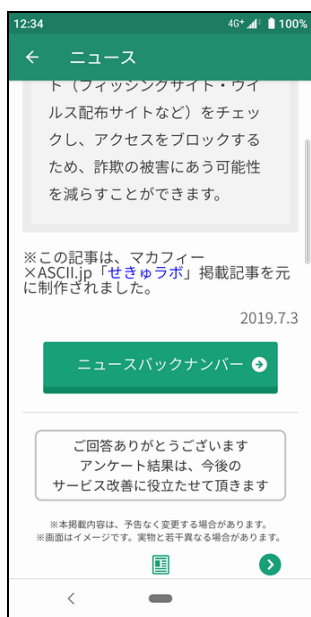 12:34 4G+ 100%
ニュース
ト（フィッシングサイト・ウイ
ルス配布サイトなど）をチェッ
クし、アクセスをブロックする
ため、詐欺の被害にあう可能性
を減らすことができます。
※この記事は、マカフィー
×ASCII.jp「せきゅラボ」掲載記事を元
に制作されました。
2019.7.3
ニュースバックナンバー
ご回答ありがとうございます
アンケート結果は、今後の
サービス改善に役立たせて頂きます
※本掲載内容は、予告なく変更する場合があります。
※画面はイメージです。実物と若干異なる場合があります。